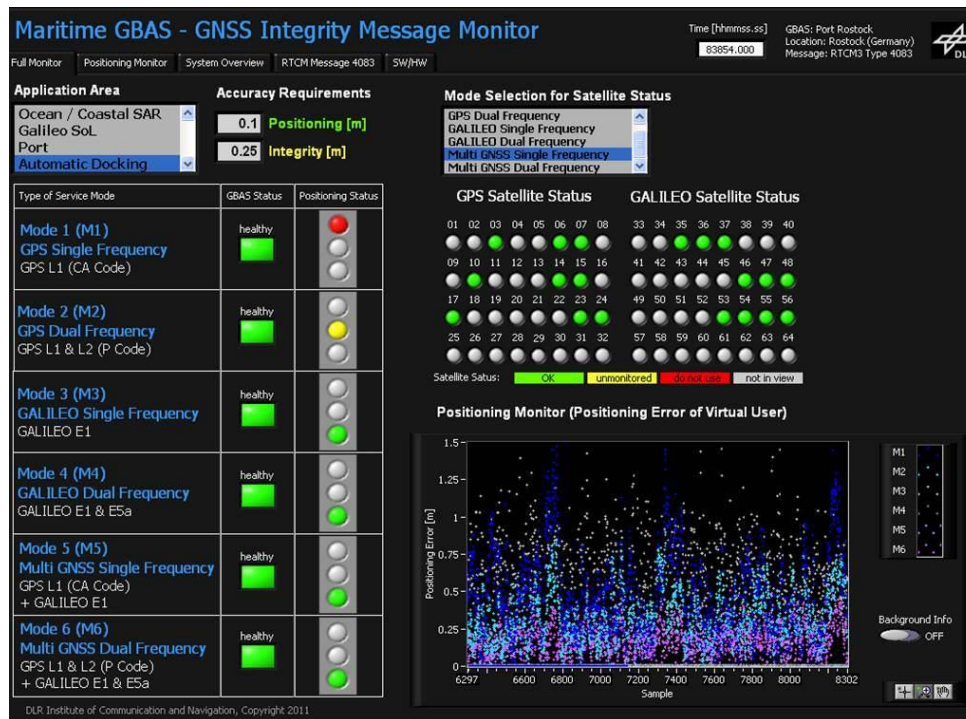 Maritime GBAS - GNSS Integrity Message Monitor
Time [hhmmss.ss]
83854.000
GBAS: Port Rostock
Location: Rostock (Germany)
Message: RTCM3 Type 4083
DLR
Full Monitor
Positioning Monitor
System Overview
RTCM Message 4083
SW/HW
Application Area
Ocean / Coastal SAR
Galileo SoL
Port
Automatic Docking
Accuracy Requirements
0.1 Positioning [m]
0.25 Integrity [m]
Mode Selection for Satellite Status
GPS Dual Frequency
GALILEO Single Frequency
GALILEO Dual Frequency
Multi GNSS Single Frequency
Multi GNSS Dual Frequency
Type of Service Mode
GBAS Status
Positioning Status
Mode 1 (M1)
GPS Single Frequency
GPS L1 (CA Code)
healthy
Mode 2 (M2)
GPS Dual Frequency
GPS L1 & L2 (P Code)
healthy
Mode 3 (M3)
GALILEO Single Frequency
GALILEO E1
healthy
Mode 4 (M4)
GALILEO Dual Frequency
GALILEO E1 & E5a
healthy
Mode 5 (M5)
Multi GNSS Single Frequency
GPS L1 (CA Code)
+ GALILEO E1
healthy
Mode 6 (M6)
Multi GNSS Dual Frequency
GPS L1 & L2 (P Code)
+ GALILEO E1 & E5a
healthy
GPS Satellite Status
01 02 03 04 05 06 07 08
09 10 11 12 13 14 15 16
17 18 19 20 21 22 23 24
25 26 27 28 29 30 31 32
GALILEO Satellite Status
33 34 35 36 37 38 39 40
41 42 43 44 45 46 47 48
49 50 51 52 53 54 55 56
57 58 59 60 61 62 63 64
Satellite Satus:
OK
unmonitored
do not use
not in view
Positioning Monitor (Positioning Error of Virtual User)
Positioning Error [m]
1.5
1.25
1
0.75
0.5
0.25
0
6297 6600 6800 7000 7200 7400 7600 7800 8000 8302
Sample
M1
M2
M3
M4
M5
M6
Background Info
OFF
DLR Institute of Communication and Navigation, Copyright 2011